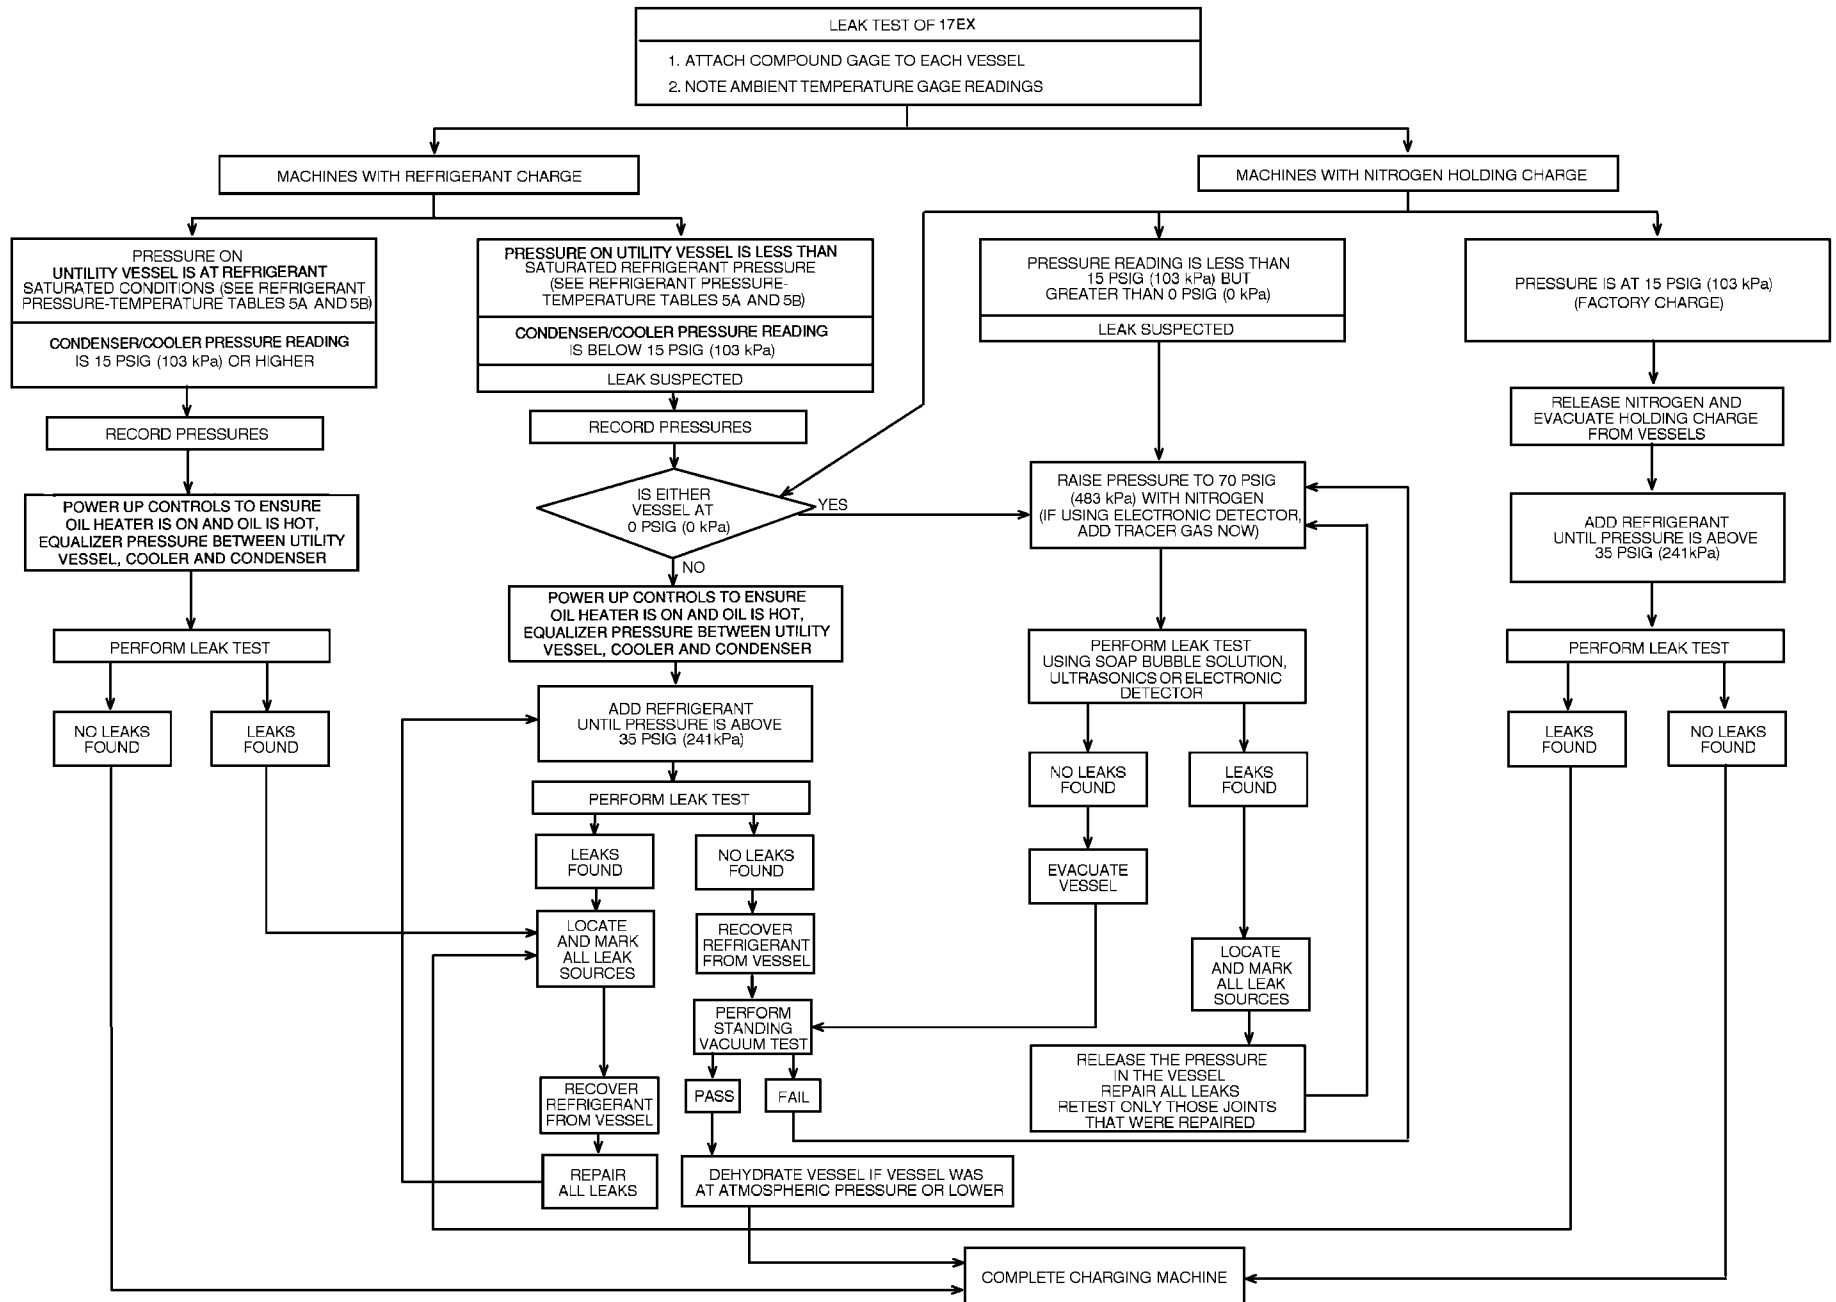 LEAK TEST OF 17EX
1. ATTACH COMPOUND GAGE TO EACH VESSEL
2. NOTE AMBIENT TEMPERATURE GAGE READINGS
MACHINES WITH REFRIGERANT CHARGE
MACHINES WITH NITROGEN HOLDING CHARGE
PRESSURE ON
UNTILITY VESSEL IS AT REFRIGERANT
SATURATED CONDITIONS (SEE REFRIGERANT
PRESSURE-TEMPERATURE TABLES 5A AND 5B)
CONDENSER/COOLER PRESSURE READING
IS 15 PSIG (103 kPa) OR HIGHER
RECORD PRESSURES
POWER UP CONTROLS TO ENSURE
OIL HEATER IS ON AND OIL IS HOT,
EQUALIZER PRESSURE BETWEEN UTILITY
VESSEL, COOLER AND CONDENSER
PERFORM LEAK TEST
NO LEAKS
FOUND
LEAKS
FOUND
PRESSURE ON UTILITY VESSEL IS LESS THAN
SATURATED REFRIGERANT PRESSURE
(SEE REFRIGERANT PRESSURE-
TEMPERATURE TABLES 5A AND 5B)
CONDENSER/COOLER PRESSURE READING
IS BELOW 15 PSIG (103 kPa)
LEAK SUSPECTED
RECORD PRESSURES
IS EITHER
VESSEL AT
0 PSIG (0 kPa)
YES
NO
POWER UP CONTROLS TO ENSURE
OIL HEATER IS ON AND OIL IS HOT,
EQUALIZER PRESSURE BETWEEN UTILITY
VESSEL, COOLER AND CONDENSER
ADD REFRIGERANT
UNTIL PRESSURE IS ABOVE
35 PSIG (241kPa)
PERFORM LEAK TEST
LEAKS
FOUND
NO LEAKS
FOUND
LOCATE
AND MARK
ALL LEAK
SOURCES
RECOVER
REFRIGERANT
FROM VESSEL
PERFORM
STANDING
VACUUM TEST
RECOVER
REFRIGERANT
FROM VESSEL
PASS
FAIL
REPAIR
ALL LEAKS
DEHYDRATE VESSEL IF VESSEL WAS
AT ATMOSPHERIC PRESSURE OR LOWER
PRESSURE READING IS LESS THAN
15 PSIG (103 kPa) BUT
GREATER THAN 0 PSIG (0 kPa)
LEAK SUSPECTED
RAISE PRESSURE TO 70 PSIG
(483 kPa) WITH NITROGEN
(IF USING ELECTRONIC DETECTOR,
ADD TRACER GAS NOW)
PERFORM LEAK TEST
USING SOAP BUBBLE SOLUTION,
ULTRASONICS OR ELECTRONIC
DETECTOR
NO LEAKS
FOUND
LEAKS
FOUND
EVACUATE
VESSEL
LOCATE
AND MARK
ALL LEAK
SOURCES
RELEASE THE PRESSURE
IN THE VESSEL
REPAIR ALL LEAKS
RETEST ONLY THOSE JOINTS
THAT WERE REPAIRED
PRESSURE IS AT 15 PSIG (103 kPa)
(FACTORY CHARGE)
RELEASE NITROGEN AND
EVACUATE HOLDING CHARGE
FROM VESSELS
ADD REFRIGERANT
UNTIL PRESSURE IS ABOVE
35 PSIG (241kPa)
PERFORM LEAK TEST
LEAKS
FOUND
NO LEAKS
FOUND
COMPLETE CHARGING MACHINE